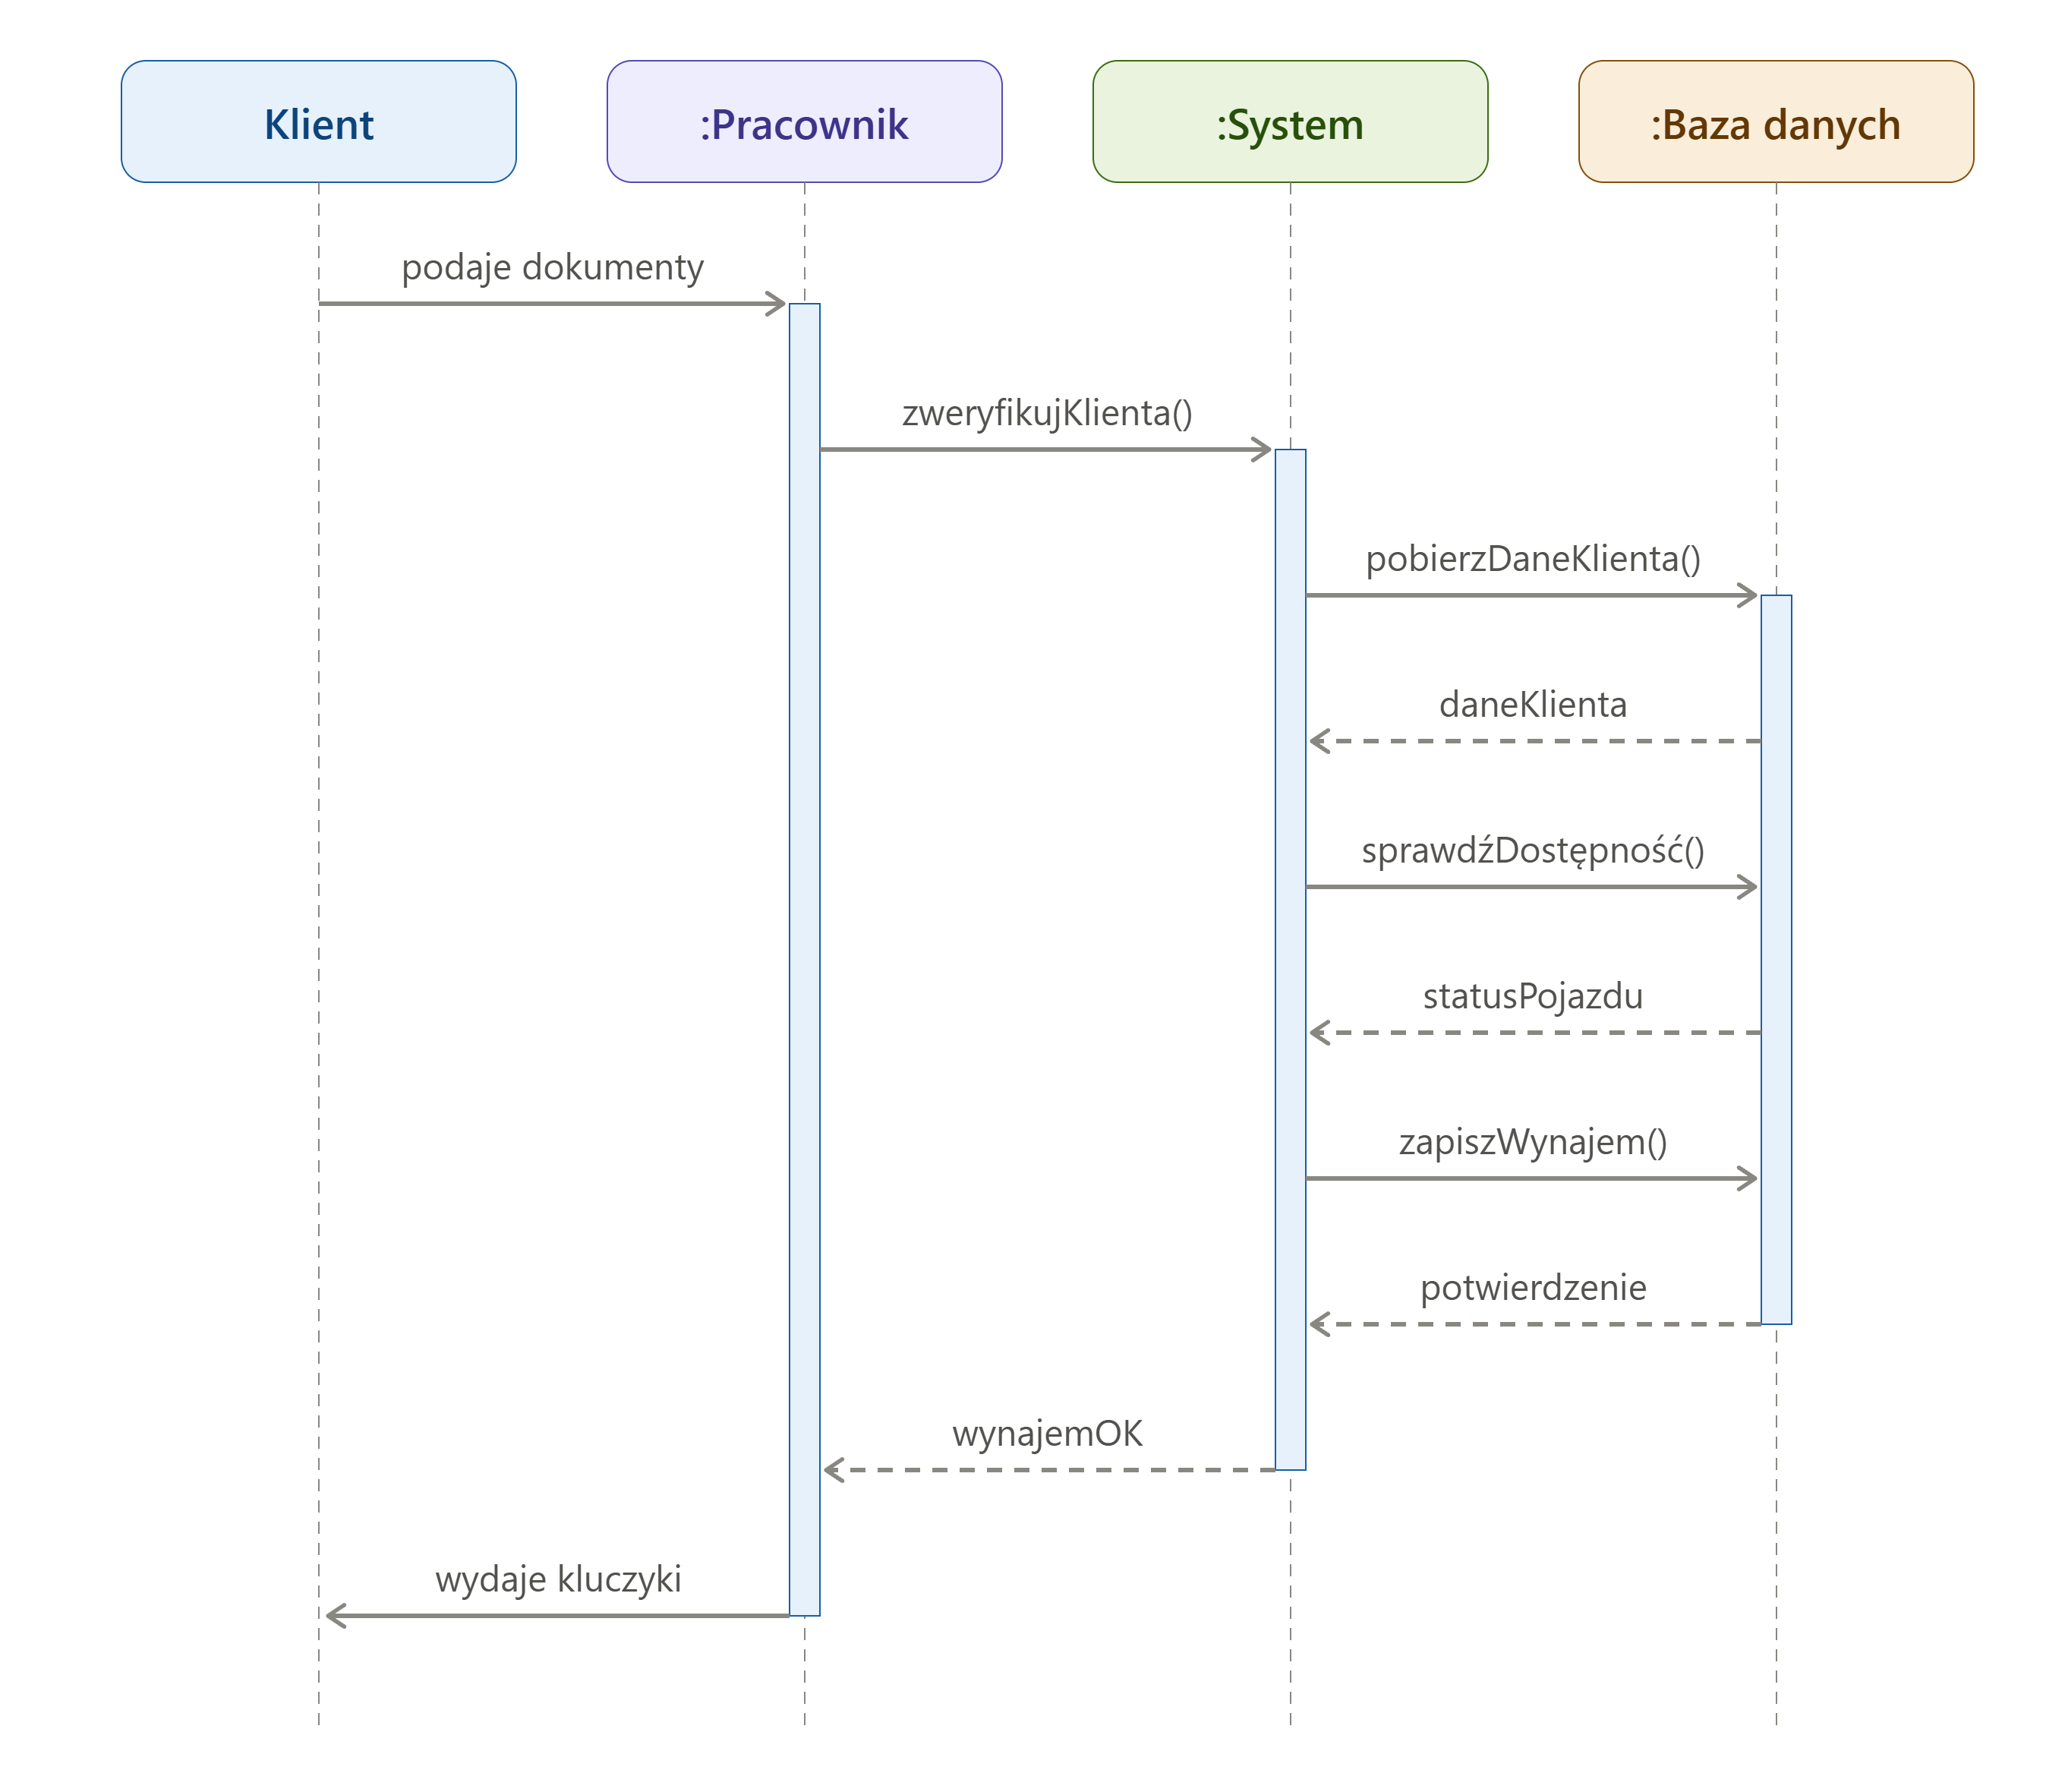 Klient
:Pracownik
:System
:Baza danych
podaje dokumenty
zweryfikujKlienta()
pobierzDaneKlienta()
daneKlienta
sprawdźDostępność()
statusPojazdu
zapiszWynajem()
potwierdzenie
wynajemOK
wydaje kluczyki